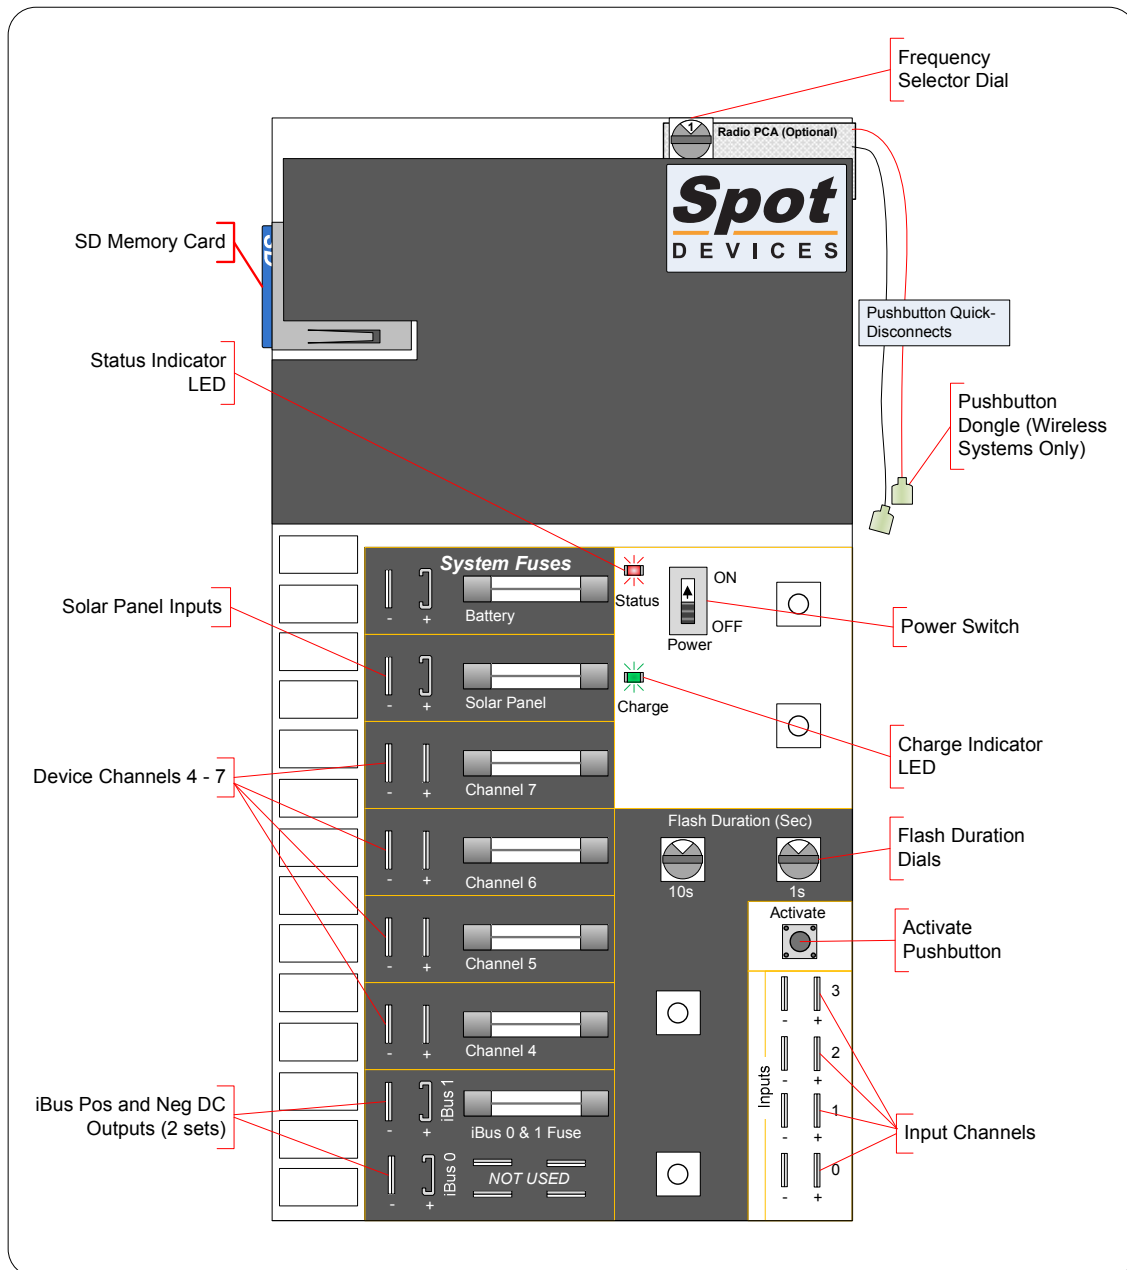 Frequency
Selector Dial
1
Radio PCA (Optional)
Spot
DEVICES
SD Memory Card
SD
Pushbutton Quick-
Disconnects
Status Indicator
LED
Pushbutton
Dongle (Wireless
Systems Only)
System Fuses
- +
Battery
Status
ON
OFF
Power
Solar Panel Inputs
Power Switch
- +
Solar Panel
Charge
Charge Indicator
LED
Device Channels 4 - 7
- +
Channel 7
Flash Duration (Sec)
10s
1s
Flash Duration
Dials
- +
Channel 6
Activate
Activate
Pushbutton
- +
Channel 5
- +
Channel 4
Inputs
3
- +
2
- +
1
- +
0
- +
Input Channels
iBus Pos and Neg DC
Outputs (2 sets)
- +
iBus 1
iBus 0 & 1 Fuse
- +
iBus 0
NOT USED